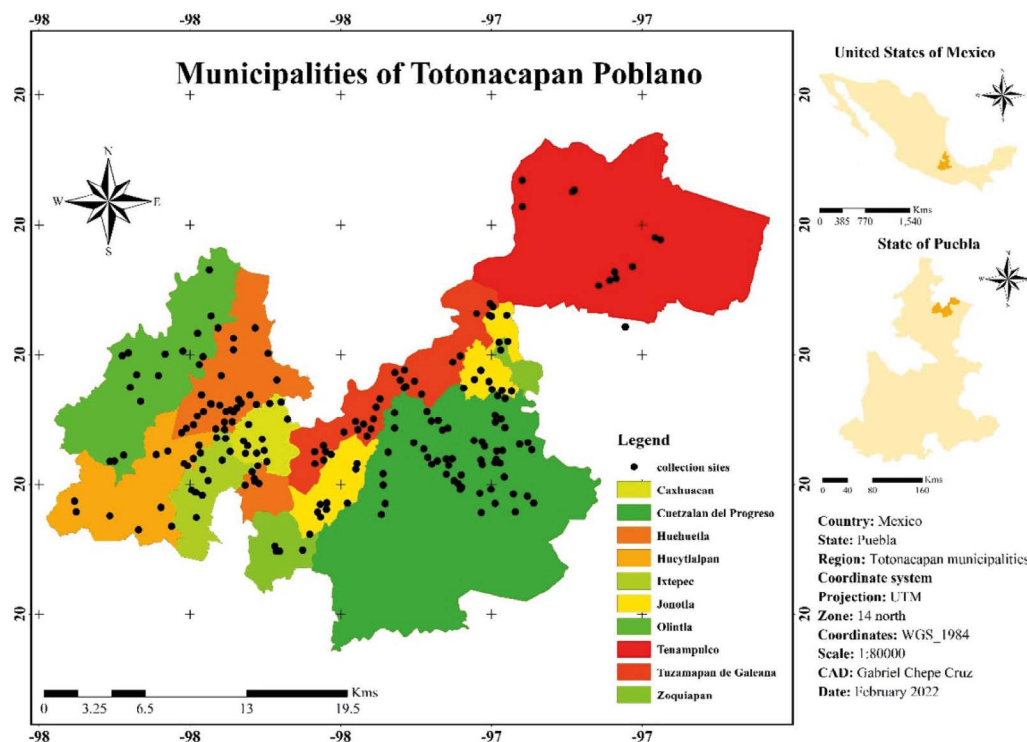 -98
-98
-98
-97
-97
Municipalities of Totonacapan Poblano
20
20
20
20
20
20
20
20
20
20
N
W
E
S
Legend
collection sites
Caxhuacan
Cuetzalan del Progreso
Huehuetla
Hueytlalpan
Ixtepec
Jonotla
Olintla
Tenampulco
Tuzamapan de Galeana
Zoquiapan
Kms
0
3.25
6.5
13
19.5
-98
-98
-98
-97
-97
United States of Mexico
Kms
0
385
770
1,540
State of Puebla
Kms
0
40
80
160
Country: Mexico
State: Puebla
Region: Totonacapan municipalities
Coordinate system
Projection: UTM
Zone: 14 north
Coordinates: WGS_1984
Scale: 1:80000
CAD: Gabriel Chepe Cruz
Date: February 2022